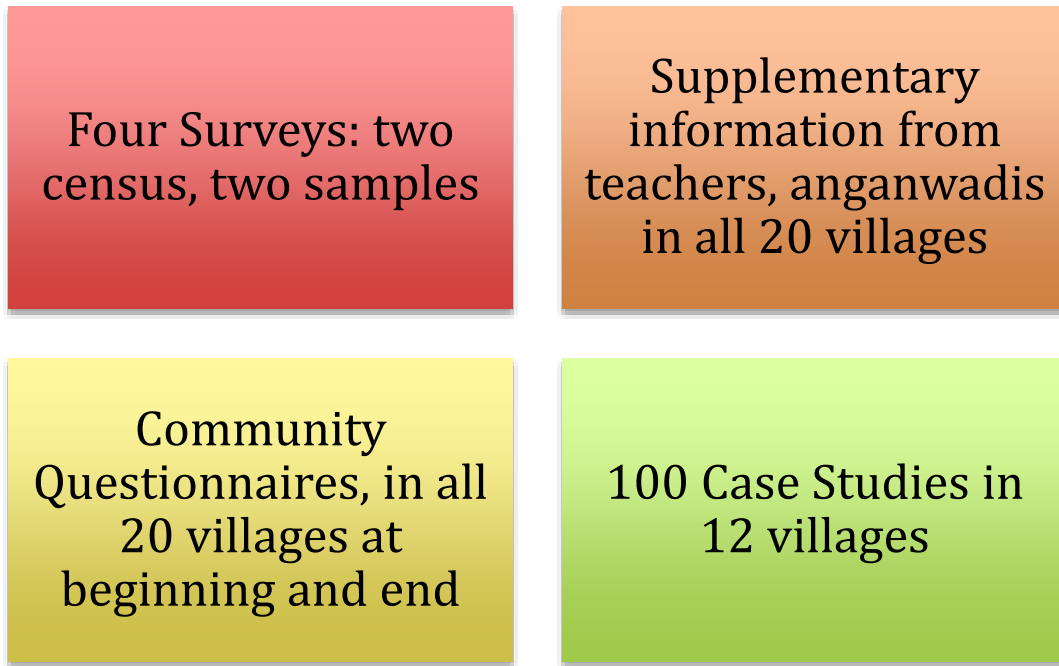 Four Surveys: two
census, two samples
Supplementary
information from
teachers, anganwadis
in all 20 villages
Community
Questionnaires, in all
20 villages at
beginning and end
100 Case Studies in
12 villages